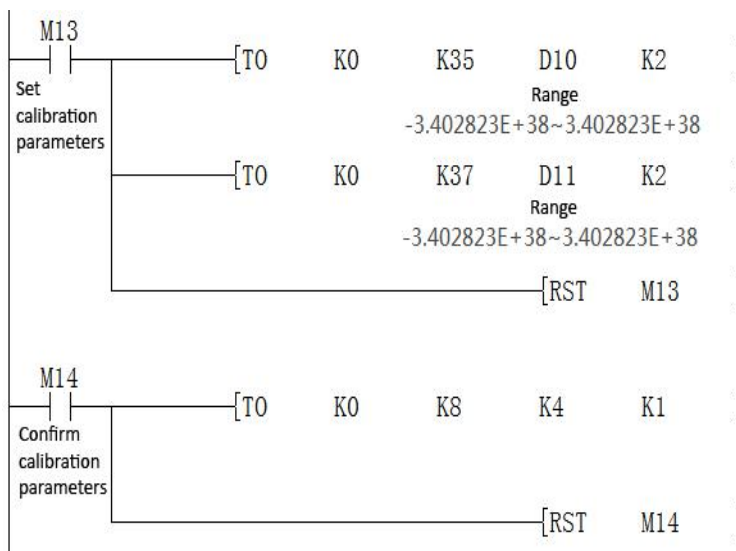 M13
[TO K0 K35 D10 K2
Set
calibration
parameters
Range
-3.402823E+38~3.402823E+38
[TO K0 K37 D11 K2
Range
-3.402823E+38~3.402823E+38
[RST M13
M14
[TO K0 K8 K4 K1
Confirm
calibration
parameters
[RST M14